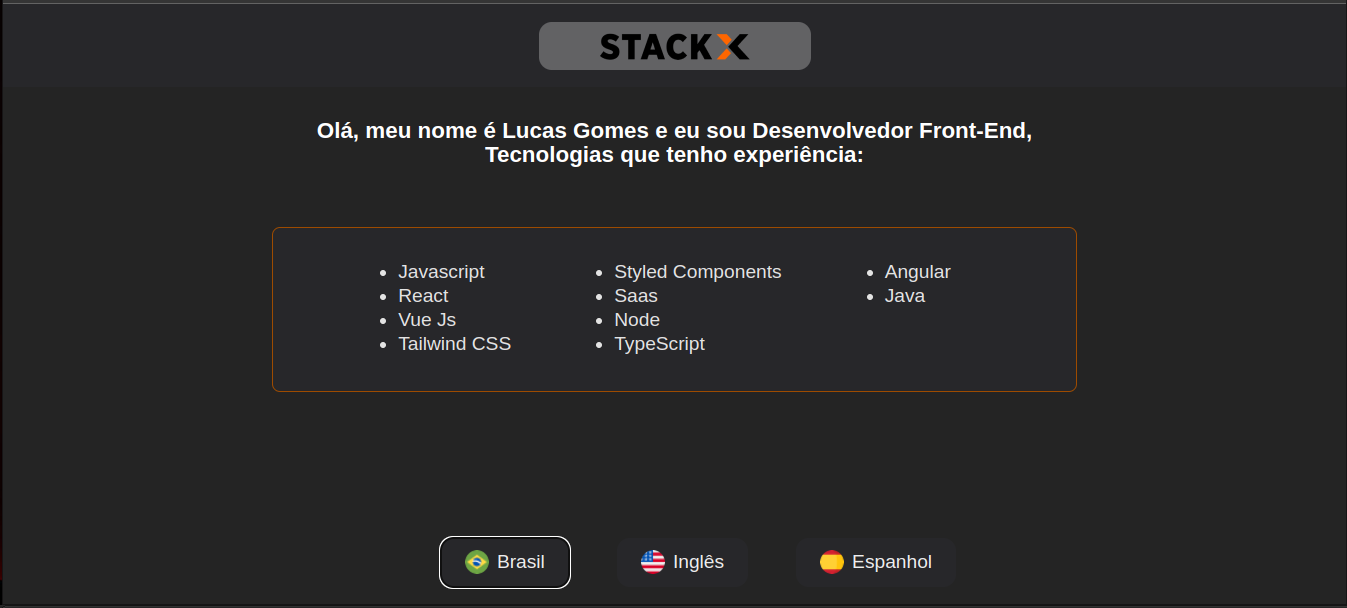 STACKX
Olá, meu nome é Lucas Gomes e eu sou Desenvolvedor Front-End,
Tecnologias que tenho experiência:
Javascript
React
Vue Js
Tailwind CSS
Styled Components
Saas
Node
TypeScript
Angular
Java
Brasil
Inglês
Espanhol